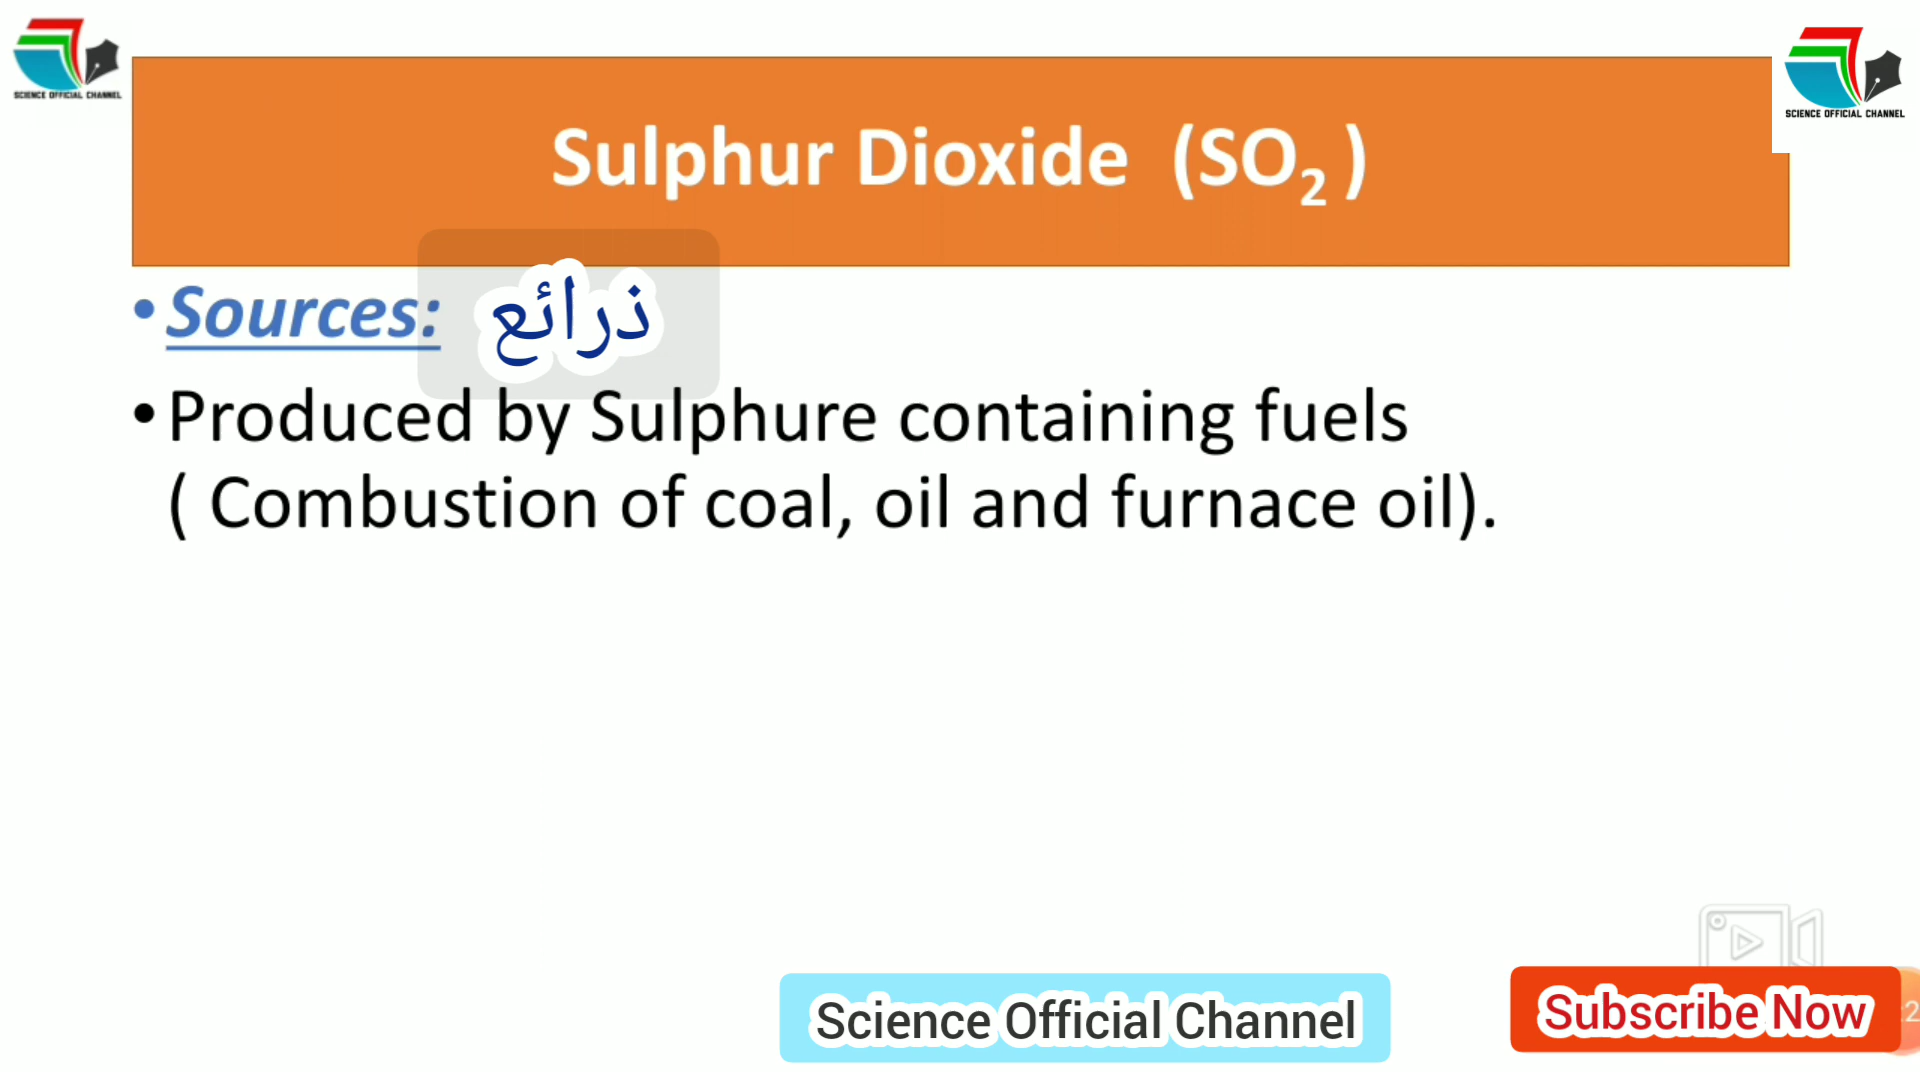 SCIENCE OFFICIAL CHANNEL
SCIENCE OFFICIAL CHANNEL
Sulphur Dioxide (SO₂ )
• Sources: ذرائع
• Produced by Sulphure containing fuels
( Combustion of coal, oil and furnace oil).
Science Official Channel
Subscribe Now